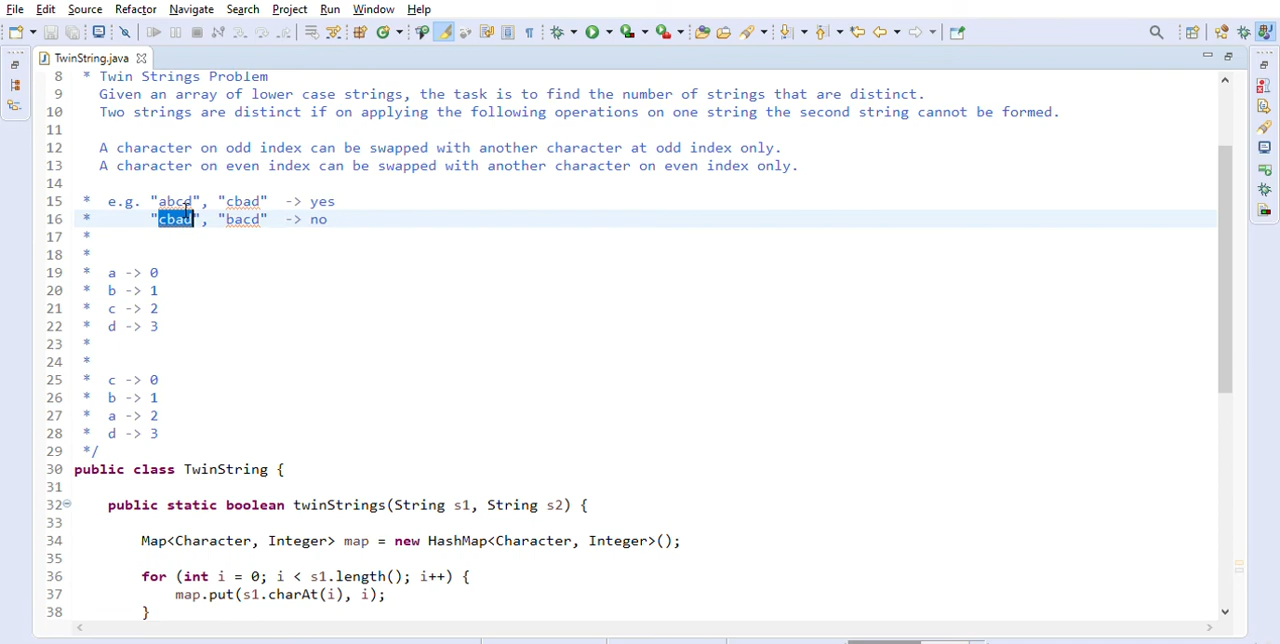 File Edit Source Refactor Navigate Search Project Run Window Help
TwinString.java
8 * Twin Strings Problem
9 Given an array of lower case strings, the task is to find the number of strings that are distinct.
10 Two strings are distinct if on applying the following operations on one string the second string cannot be formed.
11
12 A character on odd index can be swapped with another character at odd index only.
13 A character on even index can be swapped with another character on even index only.
14
15 * e.g. "abcd", "cbad" -> yes
16 * "cbad", "bacd" -> no
17 *
18 *
19 * a -> 0
20 * b -> 1
21 * c -> 2
22 * d -> 3
23 *
24 *
25 * c -> 0
26 * b -> 1
27 * a -> 2
28 * d -> 3
29 */
30 public class TwinString {
31
32 public static boolean twinStrings(String s1, String s2) {
33
34 Map<Character, Integer> map = new HashMap<Character, Integer>();
35
36 for (int i = 0; i < s1.length(); i++) {
37 map.put(s1.charAt(i), i);
38 }